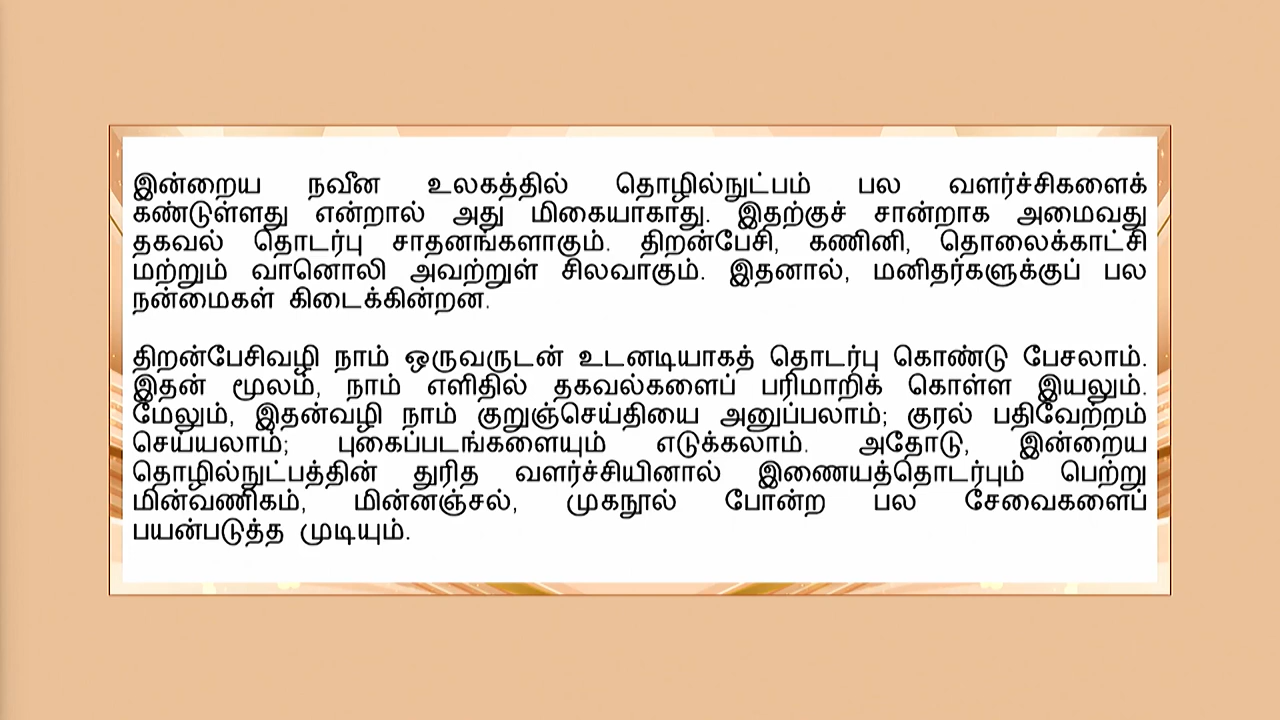 இன்றைய நவீன உலகத்தில் தொழில்நுட்பம் பல வளர்ச்சிகளைக்
கண்டுள்ளது என்றால் அது மிகையாகாது. இதற்குச் சான்றாக அமைவது
தகவல் தொடர்பு சாதனங்களாகும். திறன்பேசி, கணினி, தொலைக்காட்சி
மற்றும் வானொலி அவற்றுள் சிலவாகும். இதனால், மனிதர்களுக்குப் பல
நன்மைகள் கிடைக்கின்றன.
திறன்பேசிவழி நாம் ஒருவருடன் உடனடியாகத் தொடர்பு கொண்டு பேசலாம்.
இதன் மூலம், நாம் எளிதில் தகவல்களைப் பரிமாறிக் கொள்ள இயலும்.
மேலும், இதன்வழி நாம் குறுஞ்செய்தியை அனுப்பலாம்; குரல் பதிவேற்றம்
செய்யலாம்; புகைப்படங்களையும் எடுக்கலாம். அதோடு, இன்றைய
தொழில்நுட்பத்தின் துரித வளர்ச்சியினால் இணையத்தொடர்பும் பெற்று
மின்வணிகம், மின்னஞ்சல், முகநூல் போன்ற பல சேவைகளைப்
பயன்படுத்த முடியும்.